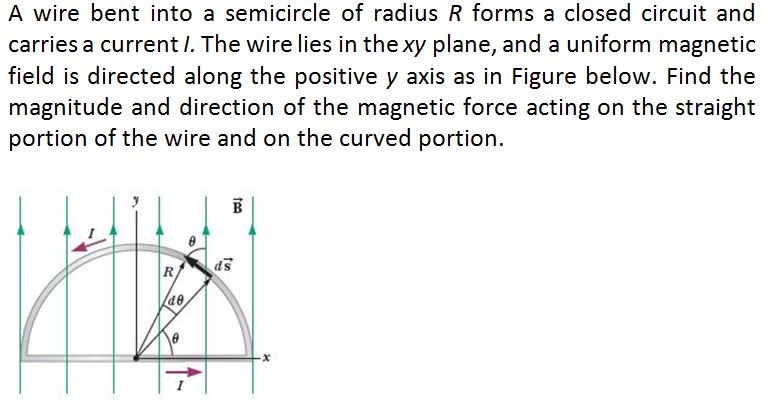 A wire bent into a semicircle of radius R forms a closed circuit and
carries a current I. The wire lies in the xy plane, and a uniform magnetic
field is directed along the positive y axis as in Figure below. Find the
magnitude and direction of the magnetic force acting on the straight
portion of the wire and on the curved portion.
y
B⃗
I
θ
R
ds⃗
dθ
θ
x
I